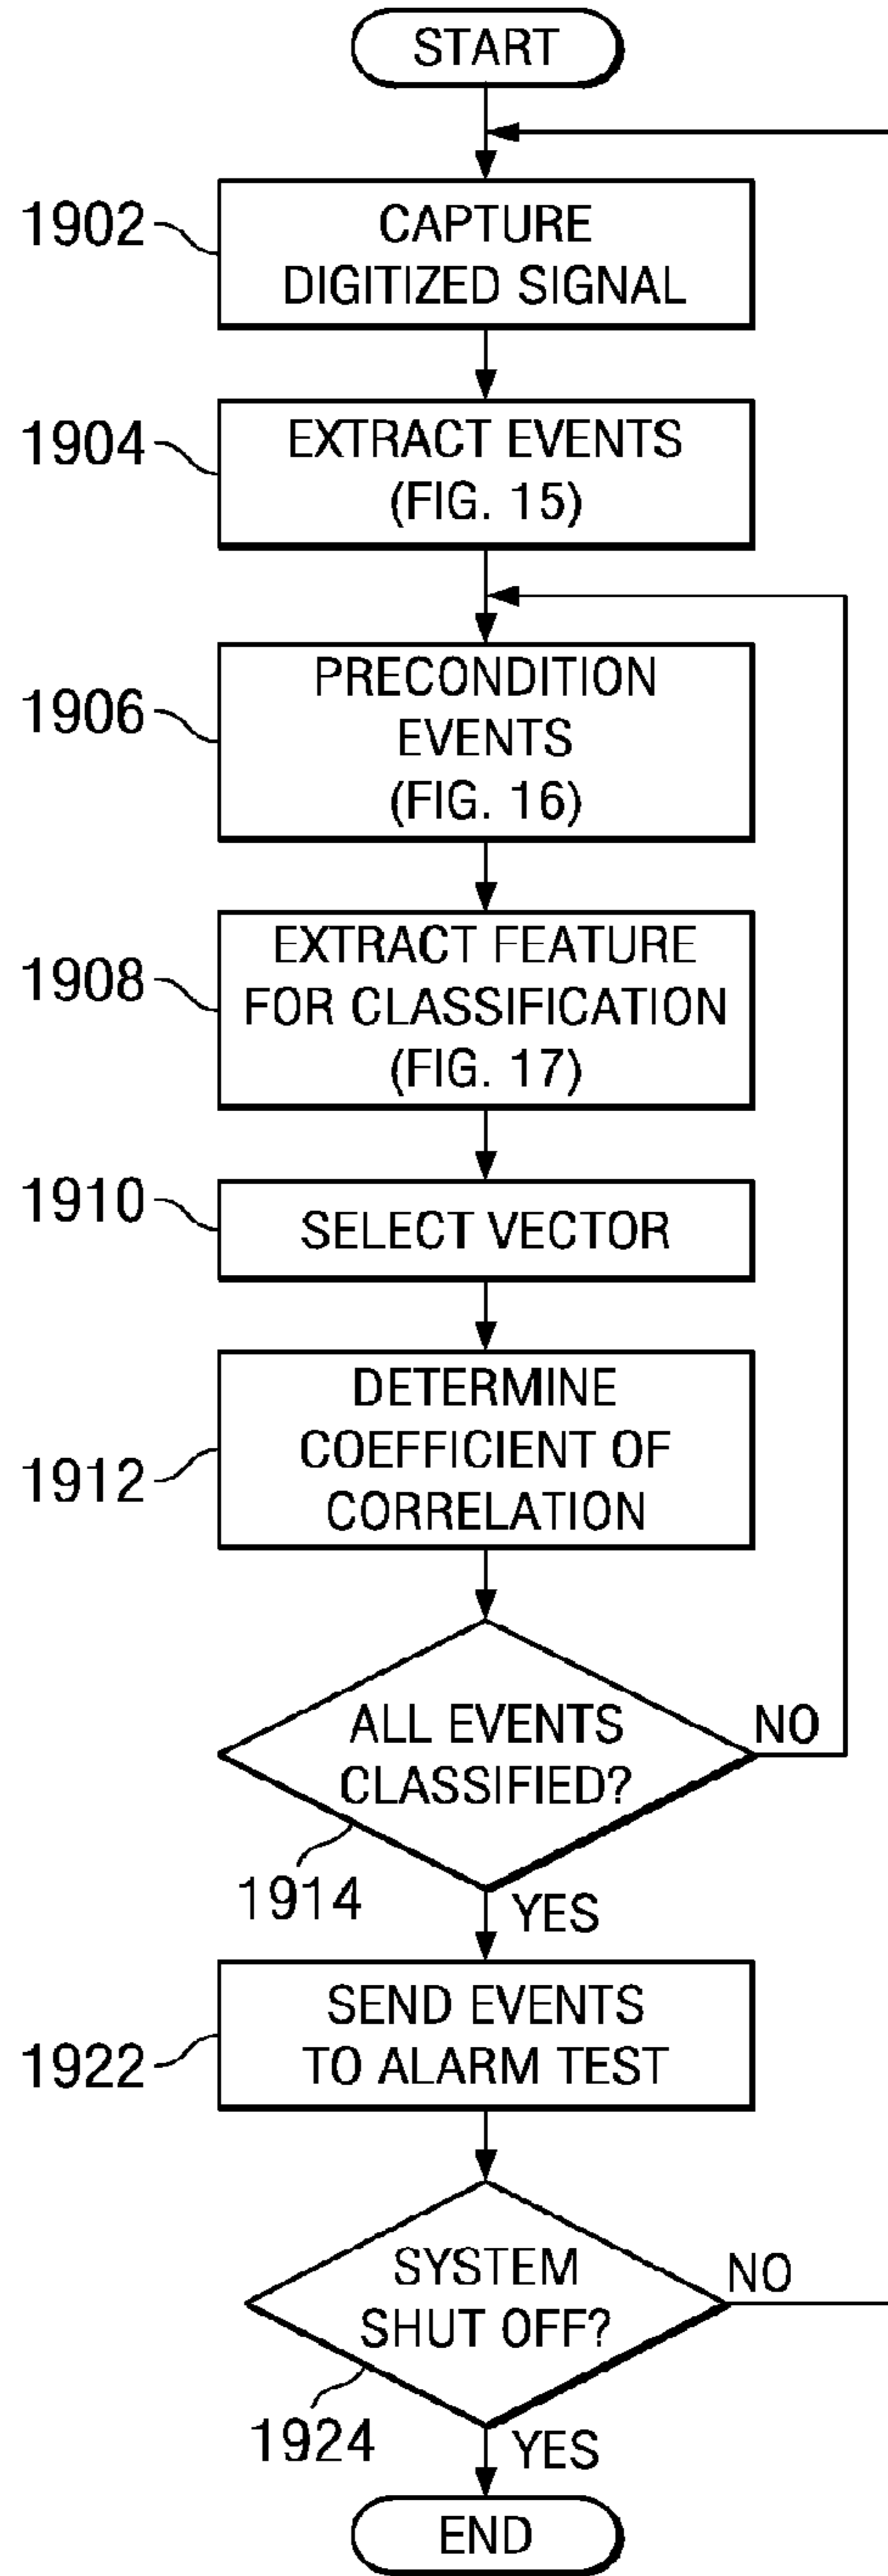 START
1902
CAPTURE
DIGITIZED SIGNAL
1904
EXTRACT EVENTS
(FIG. 15)
1906
PRECONDITION
EVENTS
(FIG. 16)
1908
EXTRACT FEATURE
FOR CLASSIFICATION
(FIG. 17)
1910
SELECT VECTOR
1912
DETERMINE
COEFFICIENT OF
CORRELATION
ALL EVENTS
CLASSIFIED?
NO
1914
YES
1922
SEND EVENTS
TO ALARM TEST
SYSTEM
SHUT OFF?
NO
1924
YES
END